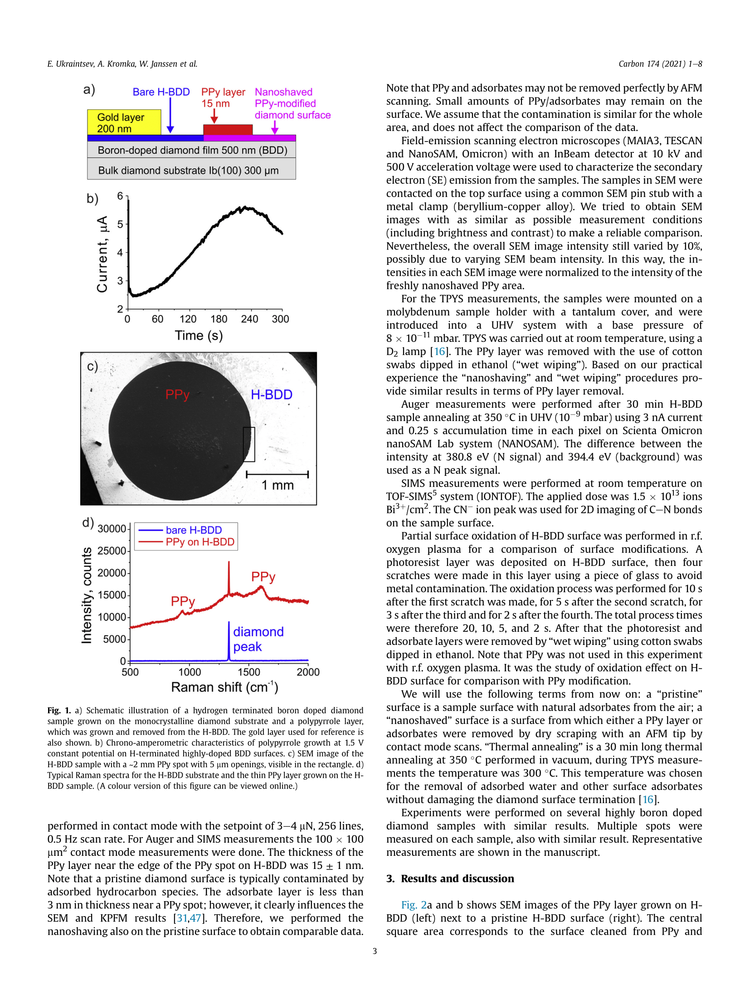 E. Ukraintsev, A. Kromka, W. Janssen et al.
Carbon 174 (2021) 1–8
a)
Bare H-BDD
PPy layer
15 nm
Nanoshaved
PPy-modified
diamond surface
Gold layer
200 nm
Boron-doped diamond film 500 nm (BDD)
Bulk diamond substrate Ib(100) 300 µm
b)
6
5
4
3
2
Current, µA
0 60 120 180 240 300
Time (s)
c)
PPy
H-BDD
1 mm
d)
30000
25000
20000
15000
10000
5000
0
Intensity, counts
bare H-BDD
PPy on H-BDD
PPy
PPy
diamond
peak
500 1000 1500 2000
Raman shift (cm⁻¹)
Fig. 1. a) Schematic illustration of a hydrogen terminated boron doped diamond
sample grown on the monocrystalline diamond substrate and a polypyrrole layer,
which was grown and removed from the H-BDD. The gold layer used for reference is
also shown. b) Chrono-amperometric characteristics of polypyrrole growth at 1.5 V
constant potential on H-terminated highly-doped BDD surfaces. c) SEM image of the
H-BDD sample with a ~2 mm PPy spot with 5 µm openings, visible in the rectangle. d)
Typical Raman spectra for the H-BDD substrate and the thin PPy layer grown on the H-
BDD sample. (A colour version of this figure can be viewed online.)
performed in contact mode with the setpoint of 3–4 µN, 256 lines,
0.5 Hz scan rate. For Auger and SIMS measurements the 100 × 100
µm² contact mode measurements were done. The thickness of the
PPy layer near the edge of the PPy spot on H-BDD was 15 ± 1 nm.
Note that a pristine diamond surface is typically contaminated by
adsorbed hydrocarbon species. The adsorbate layer is less than
3 nm in thickness near a PPy spot; however, it clearly influences the
SEM and KPFM results [31,47]. Therefore, we performed the
nanoshaving also on the pristine surface to obtain comparable data.
Note that PPy and adsorbates may not be removed perfectly by AFM
scanning. Small amounts of PPy/adsorbates may remain on the
surface. We assume that the contamination is similar for the whole
area, and does not affect the comparison of the data.
Field-emission scanning electron microscopes (MAIA3, TESCAN
and NanoSAM, Omicron) with an InBeam detector at 10 kV and
500 V acceleration voltage were used to characterize the secondary
electron (SE) emission from the samples. The samples in SEM were
contacted on the top surface using a common SEM pin stub with a
metal clamp (beryllium-copper alloy). We tried to obtain SEM
images with as similar as possible measurement conditions
(including brightness and contrast) to make a reliable comparison.
Nevertheless, the overall SEM image intensity still varied by 10%,
possibly due to varying SEM beam intensity. In this way, the in-
tensities in each SEM image were normalized to the intensity of the
freshly nanoshaved PPy area.
For the TPYS measurements, the samples were mounted on a
molybdenum sample holder with a tantalum cover, and were
introduced into a UHV system with a base pressure of
8 × 10⁻¹¹ mbar. TPYS was carried out at room temperature, using a
D₂ lamp [16]. The PPy layer was removed with the use of cotton
swabs dipped in ethanol (“wet wiping”). Based on our practical
experience the “nanoshaving” and “wet wiping” procedures pro-
vide similar results in terms of PPy layer removal.
Auger measurements were performed after 30 min H-BDD
sample annealing at 350 °C in UHV (10⁻⁹ mbar) using 3 nA current
and 0.25 s accumulation time in each pixel on Scienta Omicron
nanoSAM Lab system (NANOSAM). The difference between the
intensity at 380.8 eV (N signal) and 394.4 eV (background) was
used as a N peak signal.
SIMS measurements were performed at room temperature on
TOF-SIMS⁵ system (IONTOF). The applied dose was 1.5 × 10¹³ ions
Bi³⁺/cm². The CN⁻ ion peak was used for 2D imaging of C–N bonds
on the sample surface.
Partial surface oxidation of H-BDD surface was performed in r.f.
oxygen plasma for a comparison of surface modifications. A
photoresist layer was deposited on H-BDD surface, then four
scratches were made in this layer using a piece of glass to avoid
metal contamination. The oxidation process was performed for 10 s
after the first scratch was made, for 5 s after the second scratch, for
3 s after the third and for 2 s after the fourth. The total process times
were therefore 20, 10, 5, and 2 s. After that the photoresist and
adsorbate layers were removed by “wet wiping” using cotton swabs
dipped in ethanol. Note that PPy was not used in this experiment
with r.f. oxygen plasma. It was the study of oxidation effect on H-
BDD surface for comparison with PPy modification.
We will use the following terms from now on: a “pristine”
surface is a sample surface with natural adsorbates from the air; a
“nanoshaved” surface is a surface from which either a PPy layer or
adsorbates were removed by dry scraping with an AFM tip by
contact mode scans. “Thermal annealing” is a 30 min long thermal
annealing at 350 °C performed in vacuum, during TPYS measure-
ments the temperature was 300 °C. This temperature was chosen
for the removal of adsorbed water and other surface adsorbates
without damaging the diamond surface termination [16].
Experiments were performed on several highly boron doped
diamond samples with similar results. Multiple spots were
measured on each sample, also with similar result. Representative
measurements are shown in the manuscript.
3. Results and discussion
Fig. 2a and b shows SEM images of the PPy layer grown on H-
BDD (left) next to a pristine H-BDD surface (right). The central
square area corresponds to the surface cleaned from PPy and
3